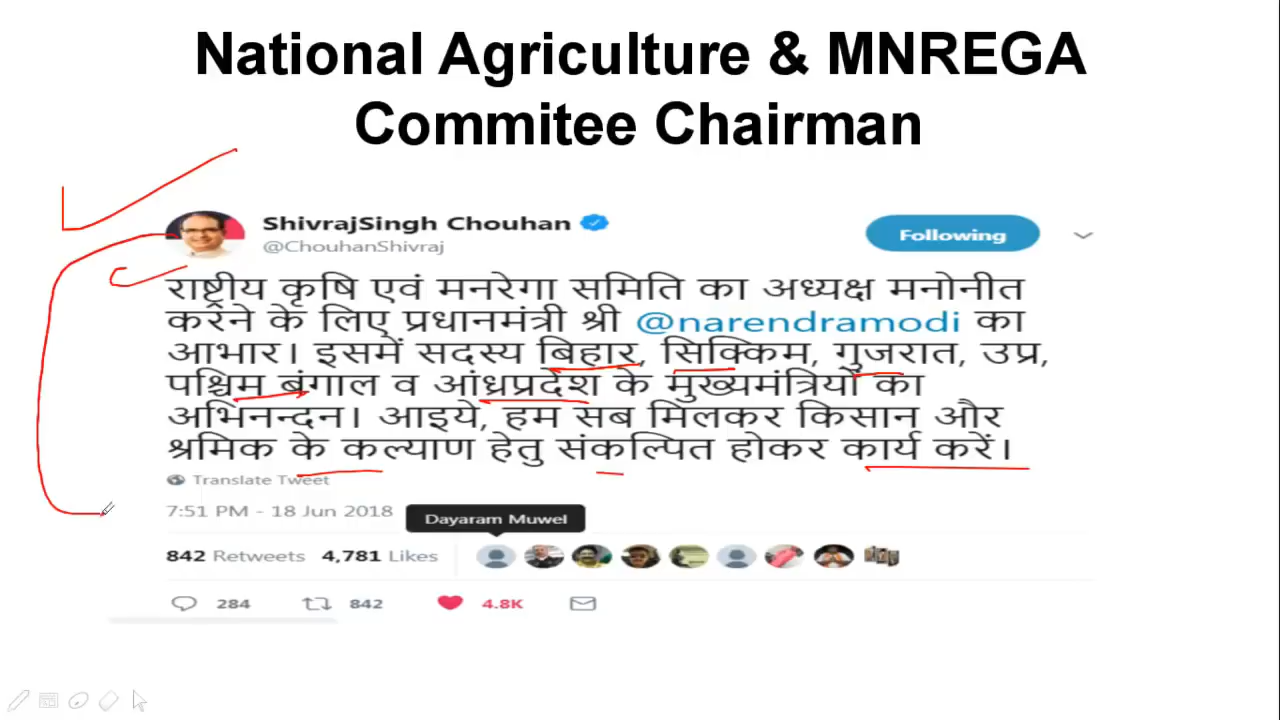 National Agriculture & MNREGA
Commitee Chairman
ShivrajSingh Chouhan
@ChouhanShivraj
Following
राष्ट्रीय कृषि एवं मनरेगा समिति का अध्यक्ष मनोनीत
करने के लिए प्रधानमंत्री श्री @narendramodi का
आभार। इसमें सदस्य बिहार, सिक्किम, गुजरात, उप्र,
पश्चिम बंगाल व आंध्रप्रदेश के मुख्यमंत्रियों का
अभिनन्दन। आइये, हम सब मिलकर किसान और
श्रमिक के कल्याण हेतु संकल्पित होकर कार्य करें।
Translate Tweet
7:51 PM - 18 Jun 2018
Dayaram Muwel
842 Retweets 4,781 Likes
284 842 4.8K